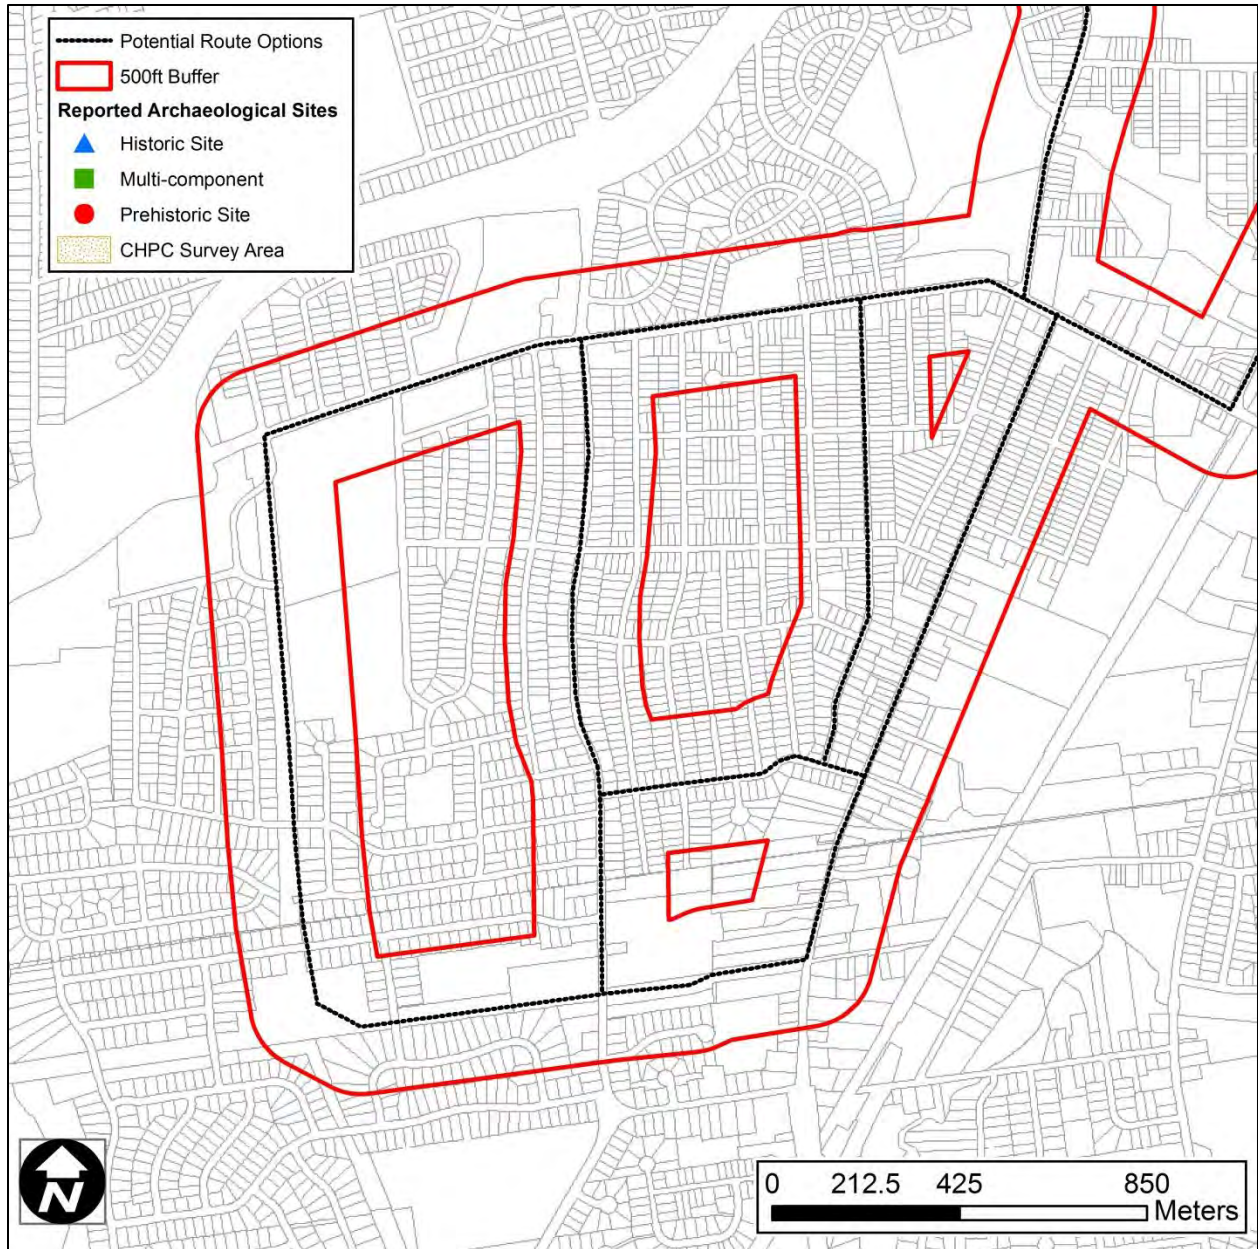 Potential Route Options
500ft Buffer
Reported Archaeological Sites
Historic Site
Multi-component
Prehistoric Site
CHPC Survey Area
N
0 212.5 425 850
Meters